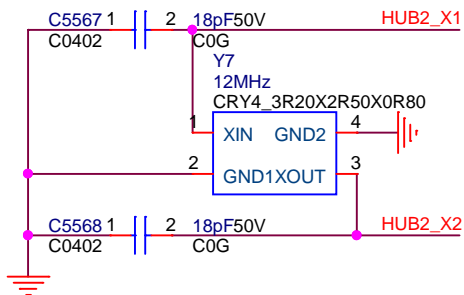 C5567 1 2 18pF50V HUB2_X1
C0402 C0G
Y7
12MHz
CRY4_3R20X2R50X0R80
1 XIN GND2 4
2 GND1 XOUT 3
C5568 1 2 18pF50V HUB2_X2
C0402 C0G